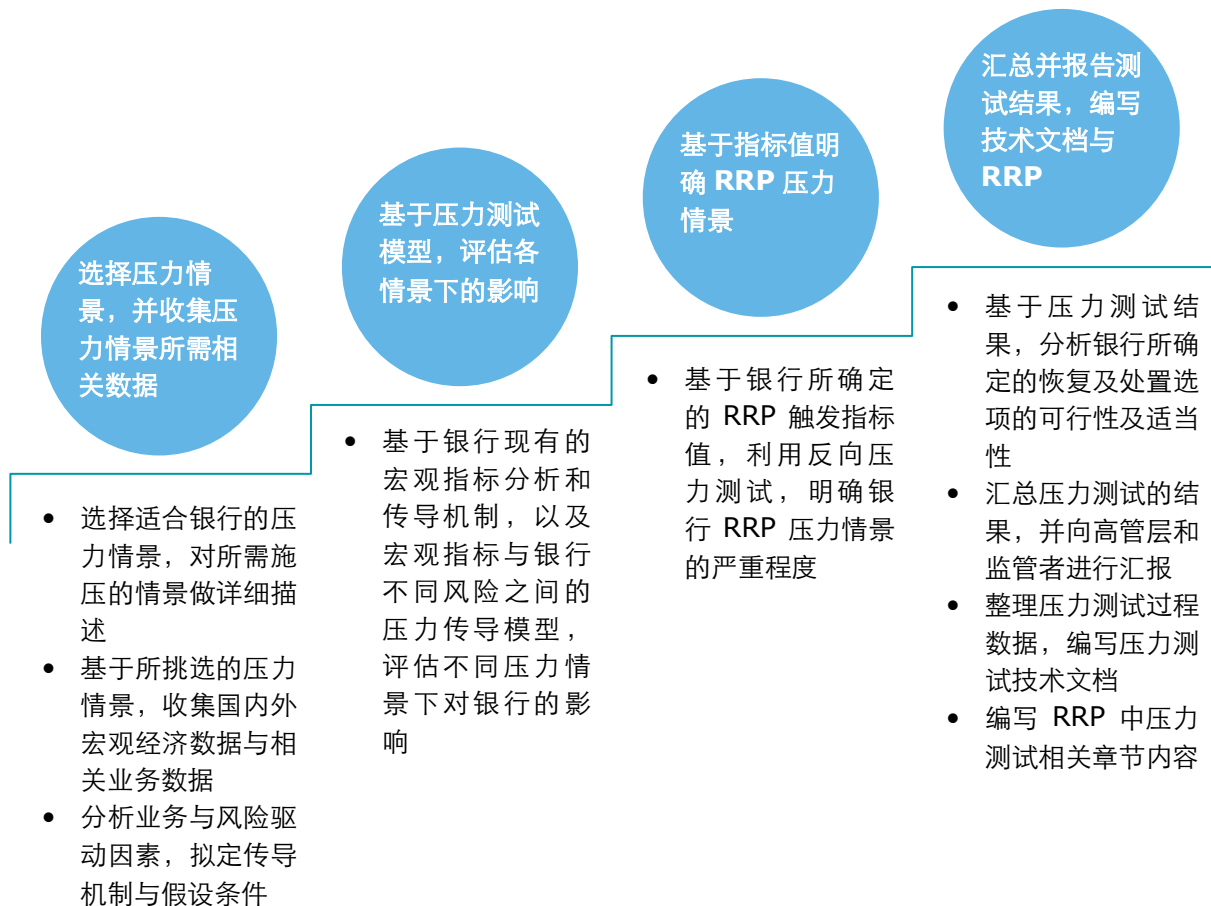 选择压力情
景，并收集压
力情景所需相
关数据
• 选择适合银行的压
力情景，对所需施
压的情景做详细描
述
• 基于所挑选的压力
情景，收集国内外
宏观经济数据与相
关业务数据
• 分析业务与风险驱
动因素，拟定传导
机制与假设条件
基于压力测试
模型，评估各
情景下的影响
• 基于银行现有的
宏观指标分析和
传导机制，以及
宏观指标与银行
不同风险之间的
压力传导模型，
评估不同压力情
景下对银行的影
响
基于指标值明
确 RRP 压力
情景
• 基于银行所确定
的 RRP 触发指标
值，利用反向压
力测试，明确银
行 RRP 压力情景
的严重程度
汇总并报告测
试结果，编写
技术文档与
RRP
• 基于压力测试结
果，分析银行所确
定的恢复及处置选
项的可行性及适当
性
• 汇总压力测试的结
果，并向高管层和
监管者进行汇报
• 整理压力测试过程
数据，编写压力测
试技术文档
• 编写 RRP 中压力
测试相关章节内容